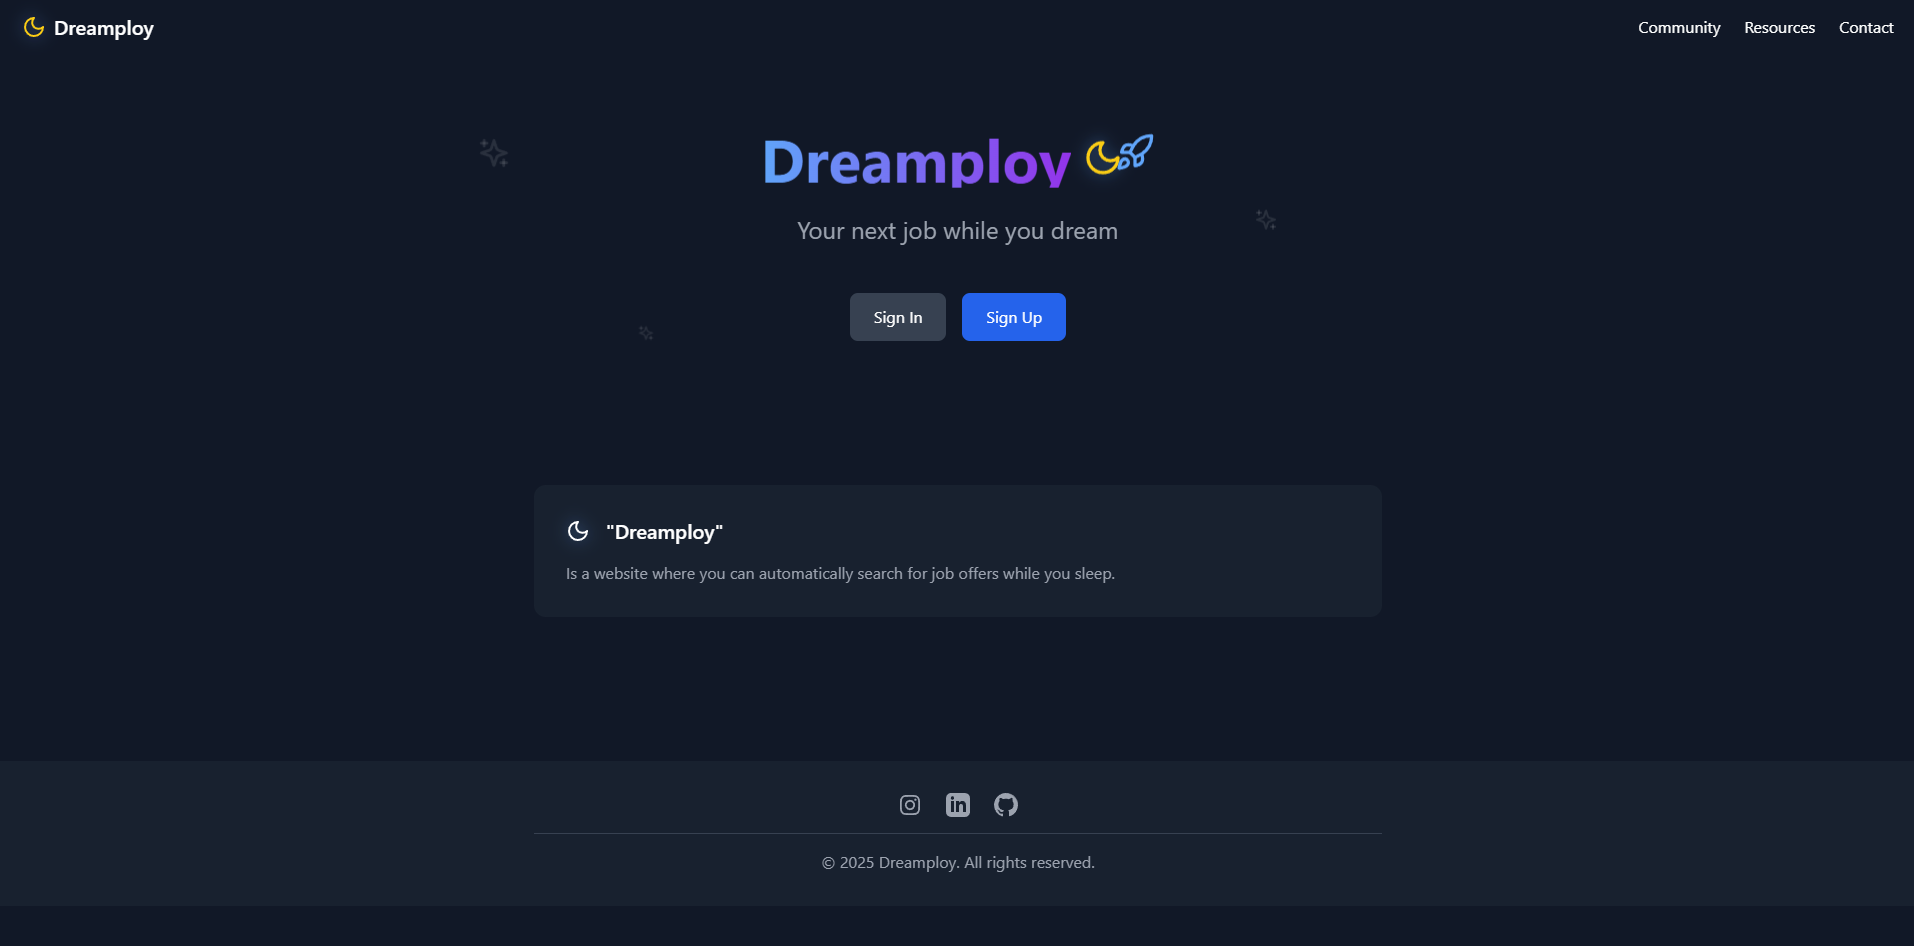 Dreamploy
Community
Resources
Contact
Dreamploy
Your next job while you dream
Sign In
Sign Up
"Dreamploy"
Is a website where you can automatically search for job offers while you sleep.
in
© 2025 Dreamploy. All rights reserved.